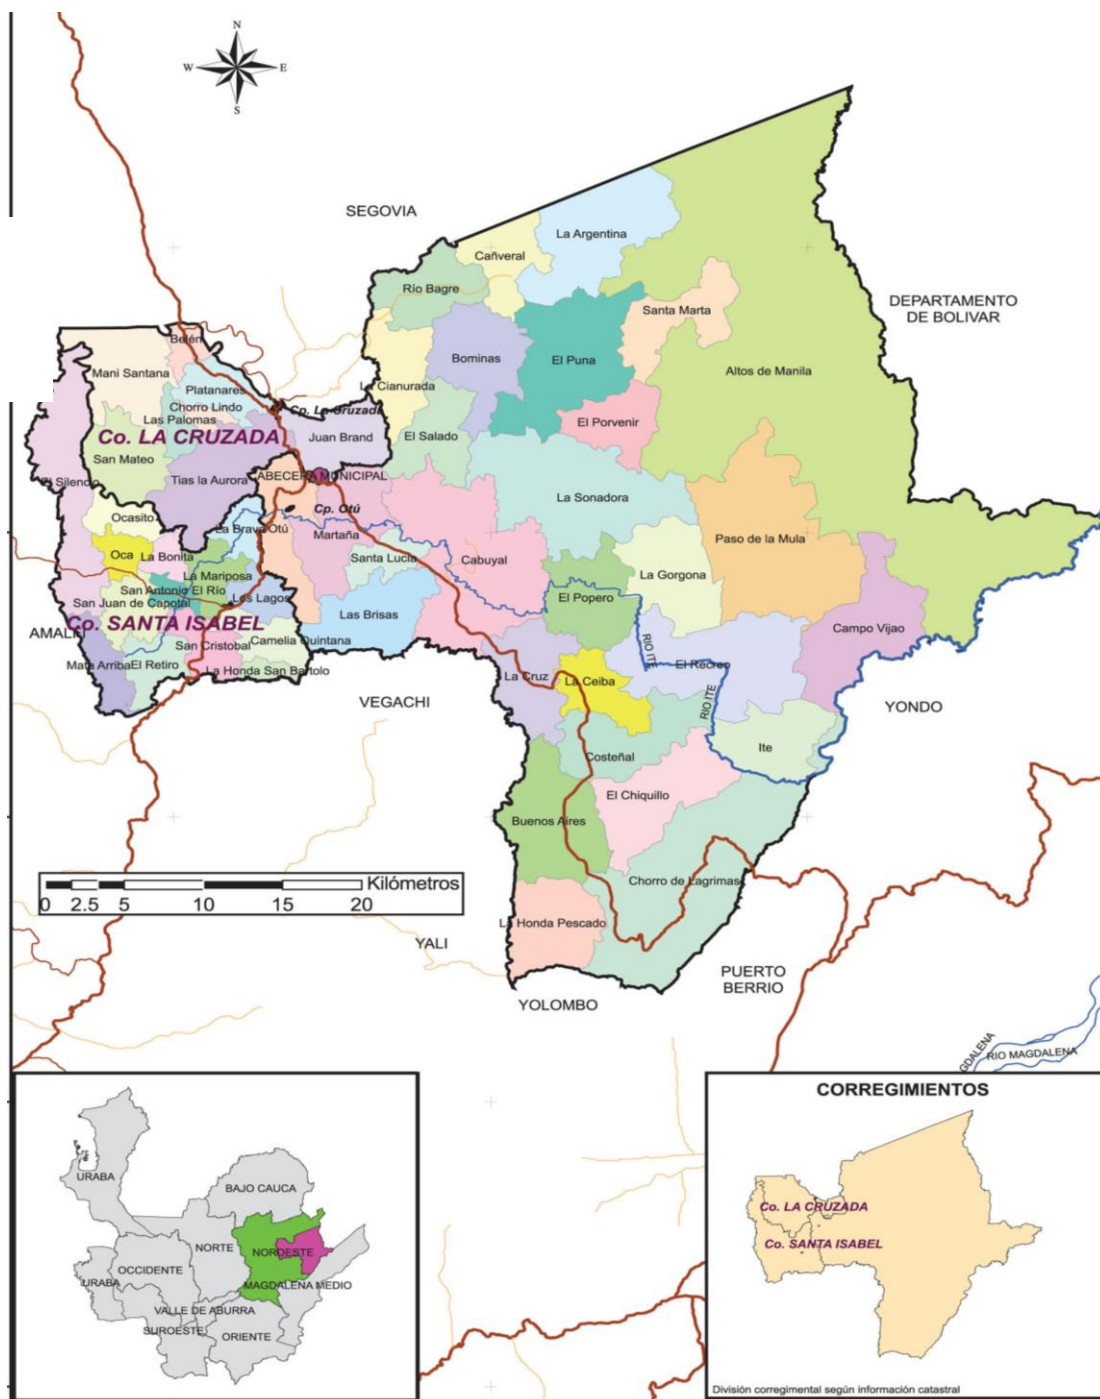 N
W E
S
SEGOVIA
La Argentina
Cañveral
Río Bagre
DEPARTAMENTO
DE BOLIVAR
Santa Marta
Belén
Bominas
El Puna
Altos de Manila
Mani Santana
La Cianurada
Platanares
Chorro Lindo
Co. La Cruzada
Las Palomas
El Porvenir
Co. LA CRUZADA
Juan Brand
El Salado
San Mateo
Tias la Aurora
CABECERA MUNICIPAL
El Silencio
La Sonadora
Cp. Otú
Ocasito
La Brava Otú
Martaña
Paso de la Mula
Oca
La Bonita
Santa Lucia
Cabuyal
La Mariposa
La Gorgona
San Antonio El Río
Los Lagos
El Popero
San Juan de Capotal
Las Brisas
Co. SANTA ISABEL
AMALFI
Camelia Quintana
San Cristobal
Campo Vijao
RIO ITE
Mata Arriba
El Retiro
La Honda San Bartolo
El Recreo
La Cruz
La Ceiba
VEGACHI
RIO ITE
YONDO
Ite
Costeñal
El Chiquillo
Buenos Aires
Chorro de Lagrimas
Kilómetros
0 2.5 5 10 15 20
La Honda Pescado
YALI
PUERTO
BERRIO
YOLOMBO
GDALENA
RIO MAGDALENA
URABA
BAJO CAUCA
NORTE
NORDESTE
OCCIDENTE
URABA
MAGDALENA MEDIO
VALLE DE ABURRA
SUROESTE
ORIENTE
CORREGIMIENTOS
Co. LA CRUZADA
Co. SANTA ISABEL
División corregimental según información catastral